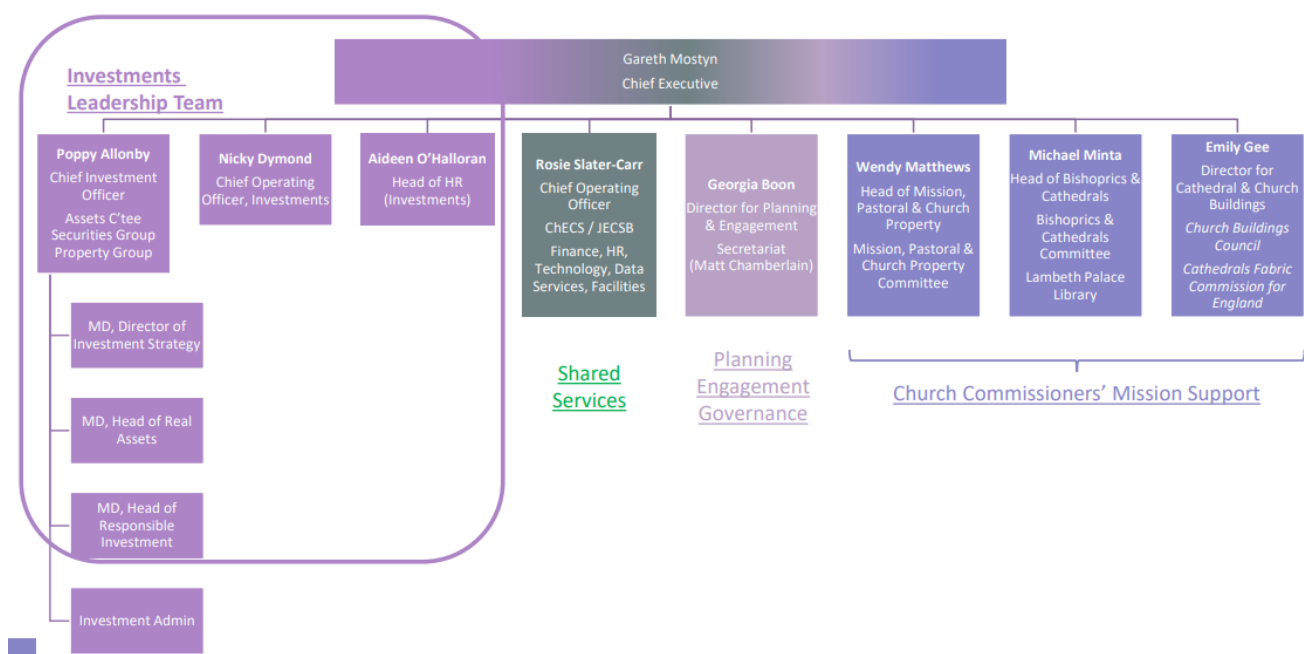 Gareth Mostyn
Chief Executive
Investments
Leadership Team
Poppy Allonby
Chief Investment
Officer
Assets C'tee
Securities Group
Property Group
Nicky Dymond
Chief Operating
Officer, Investments
Aideen O'Halloran
Head of HR
(Investments)
Rosie Slater-Carr
Chief Operating
Officer
ChECS / JECSB
Finance, HR,
Technology, Data
Services, Facilities
Georgia Boon
Director for Planning
& Engagement
Secretariat
(Matt Chamberlain)
Wendy Matthews
Head of Mission,
Pastoral & Church
Property
Mission, Pastoral &
Church Property
Committee
Michael Minta
Head of Bishoprics &
Cathedrals
Bishoprics &
Cathedrals
Committee
Lambeth Palace
Library
Emily Gee
Director for
Cathedral & Church
Buildings
Church Buildings
Council
Cathedrals Fabric
Commission for
England
MD, Director of
Investment Strategy
MD, Head of Real
Assets
MD, Head of
Responsible
Investment
Investment Admin
Shared
Services
Planning
Engagement
Governance
Church Commissioners' Mission Support